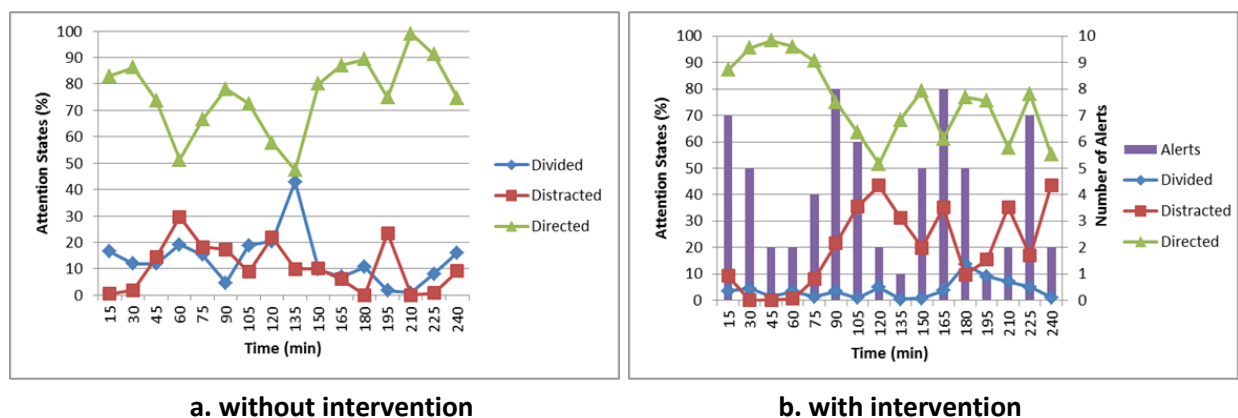 100
90
80
70
60
50
40
30
20
10
0
Attention States (%)
15 30 45 60 75 90 105 120 135 150 165 180 195 210 225 240
Time (min)
Divided
Distracted
Directed
a. without intervention
100
90
80
70
60
50
40
30
20
10
0
Attention States (%)
10
9
8
7
6
5
4
3
2
1
0
Number of Alerts
15 30 45 60 75 90 105 120 135 150 165 180 195 210 225 240
Time (min)
Alerts
Divided
Distracted
Directed
b. with intervention